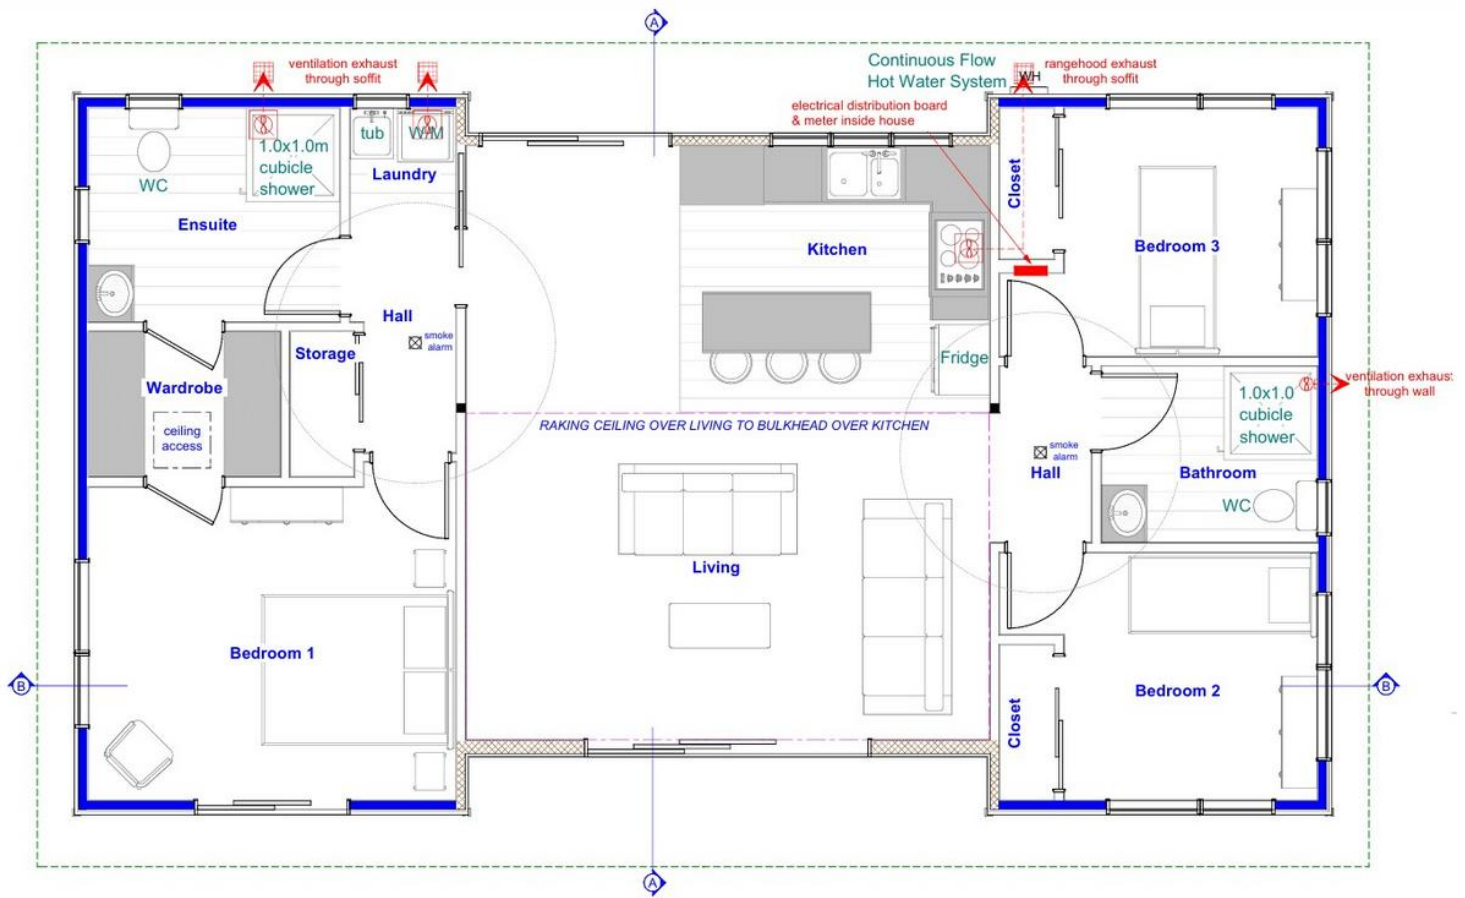 A
ventilation exhaust
through soffit
Continuous Flow
Hot Water System
WH
rangehood exhaust
through soffit
electrical distribution board
& meter inside house
tub
W/M
1.0x1.0m
cubicle
shower
WC
Laundry
Ensuite
Closet
Kitchen
Bedroom 3
Hall
smoke
alarm
Storage
Fridge
Wardrobe
ceiling
access
ventilation exhaust
through wall
1.0x1.0
cubicle
shower
RAKING CEILING OVER LIVING TO BULKHEAD OVER KITCHEN
smoke
alarm
Hall
Bathroom
WC
Living
Bedroom 1
B
B
Bedroom 2
Closet
A